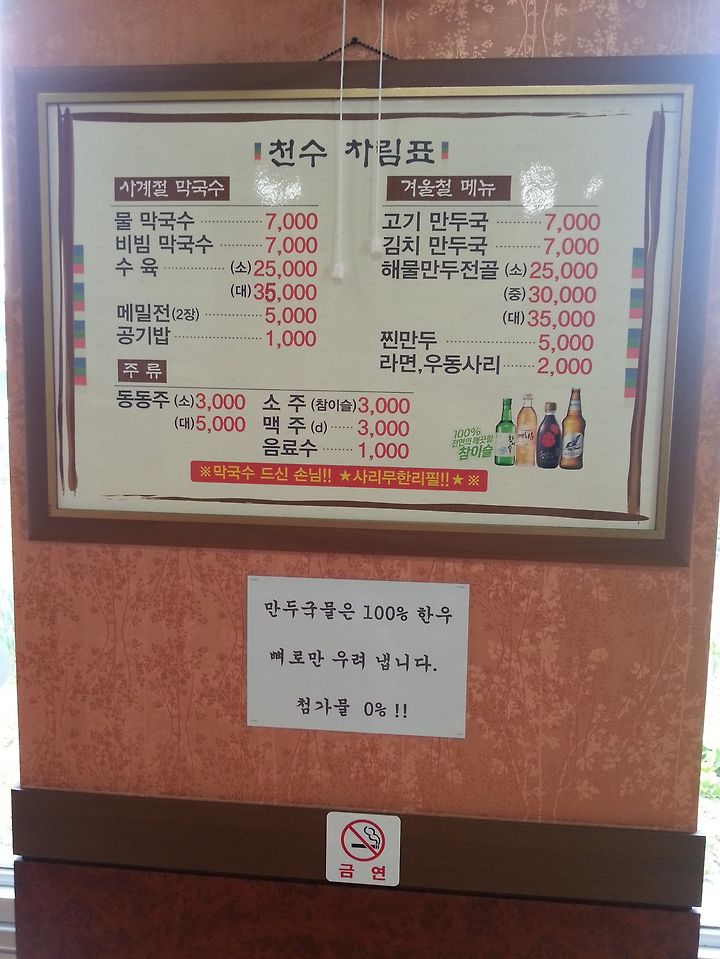 천수 차림표
사계절 막국수
물 막국수 ············ 7,000
비빔 막국수 ········ 7,000
수 육 ············ (소)25,000
(대)35,000
메밀전(2장) ········ 5,000
공기밥 ············ 1,000
겨울철 메뉴
고기 만두국 ········ 7,000
김치 만두국 ········ 7,000
해물만두전골 (소)25,000
(중)30,000
(대)35,000
찐만두 ············ 5,000
라면,우동사리 ········ 2,000
주 류
동동주 (소)3,000
(대)5,000
소 주 (참이슬)3,000
맥 주 (d) ······ 3,000
음료수 ········ 1,000
100%
천연의 깨끗함
참이슬
※막국수 드신 손님!! ★사리무한리필!!★※
만두국물은 100% 한우
뼈로만 우려 냅니다.
첨가물 0% !!
금 연